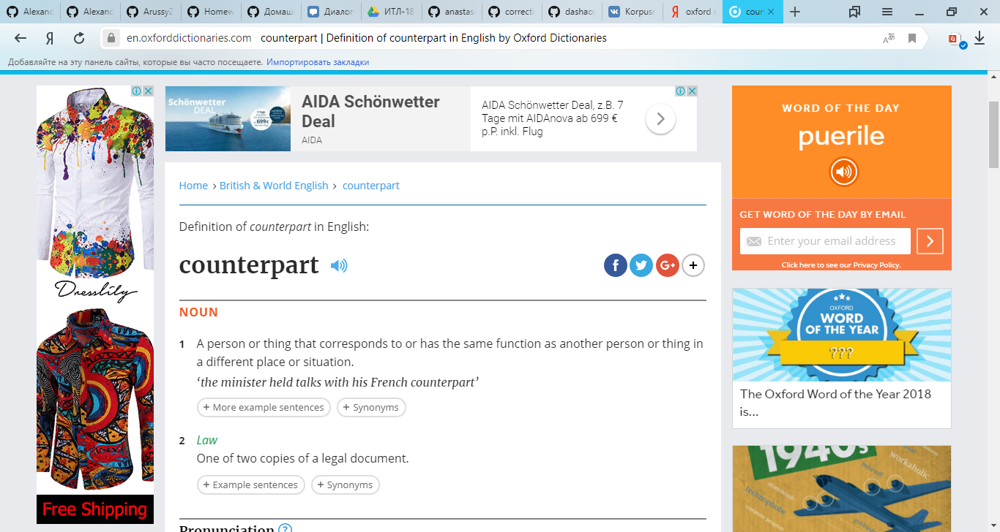 Alexand
Alexand
Arussy2
Homew
Домаш
Диалог
ИТЛ-18
anastas
correcti
dashao
Korpus
oxford
coun
en.oxforddictionaries.com counterpart | Definition of counterpart in English by Oxford Dictionaries
Добавляйте на эту панель сайты, которые вы часто посещаете. Импортировать закладки
Dresslily
Free Shipping
Schönwetter
DEAL
AIDA Schönwetter
Deal
AIDA
AIDA Schönwetter Deal, z.B. 7
Tage mit AIDAnova ab 699 €
p.P. inkl. Flug
Home › British & World English › counterpart
Definition of counterpart in English:
counterpart
NOUN
1 A person or thing that corresponds to or has the same function as another person or thing in
a different place or situation.
‘the minister held talks with his French counterpart’
+ More example sentences + Synonyms
2 Law
One of two copies of a legal document.
+ Example sentences + Synonyms
Pronunciation ?
WORD OF THE DAY
puerile
GET WORD OF THE DAY BY EMAIL
Enter your email address
Click here to see our Privacy Policy.
OXFORD
WORD
OF THE YEAR
???
The Oxford Word of the Year 2018
is...
1940s
workaholic
bake-off
technophobe